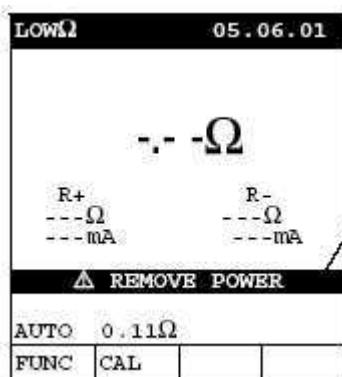 LOWΩ 05.06.01
-.- -Ω
R+ R-
---Ω ---Ω
---mA ---mA
⚠ REMOVE POWER
AUTO 0.11Ω
FUNC CAL